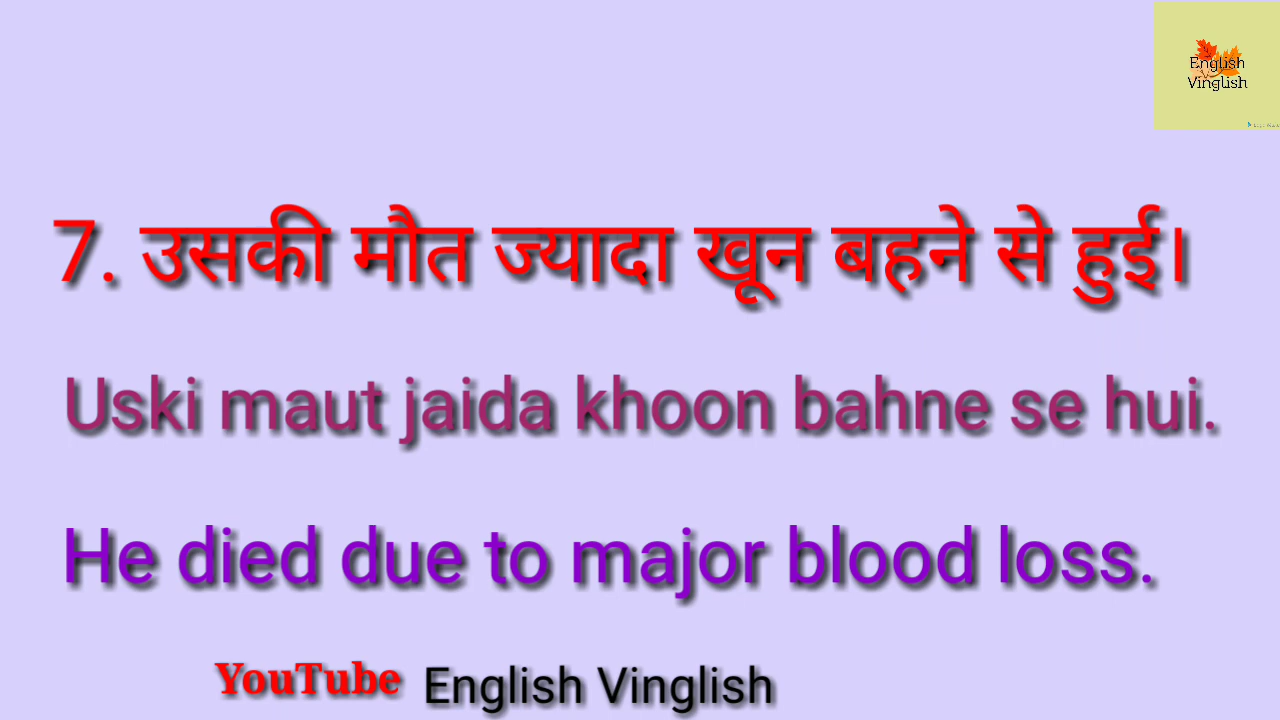 English
Vinglish
7. उसकी मौत ज्यादा खून बहने से हुई।
Uski maut jaida khoon bahne se hui.
He died due to major blood loss.
YouTube English Vinglish